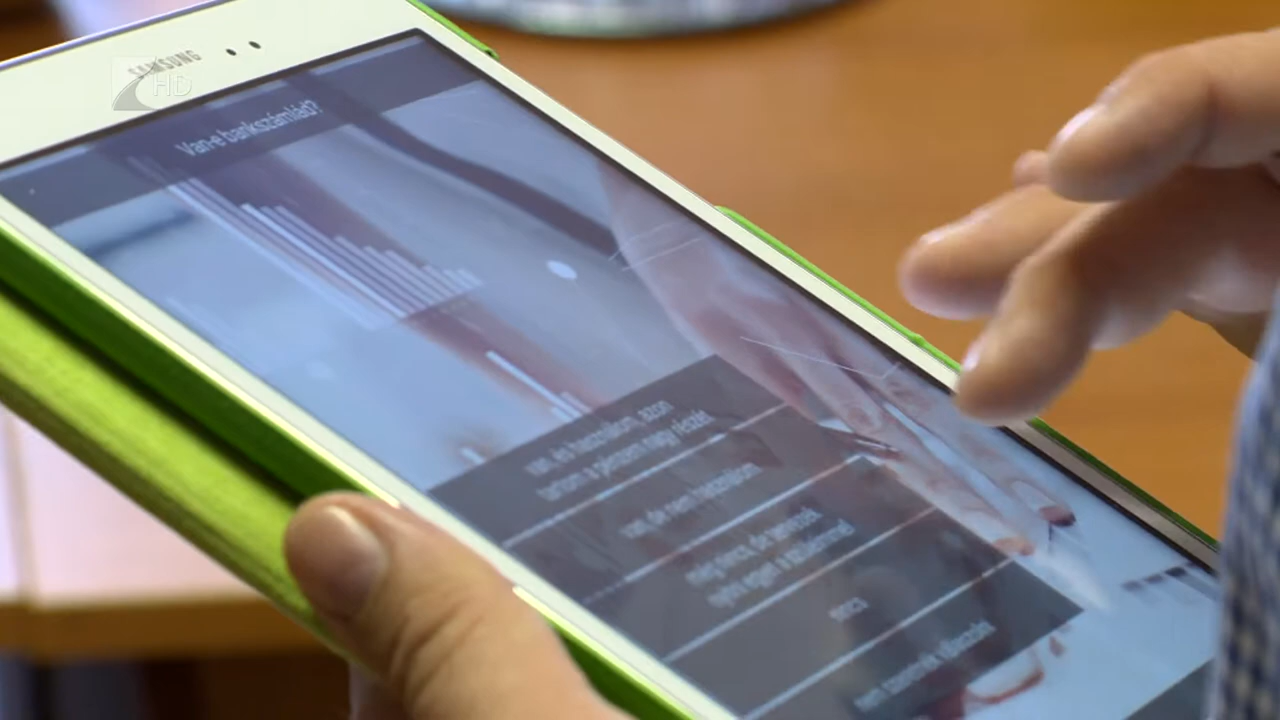 SAMSUNG
HD
Van-e bankszámlád?
van, és használom, azon
tartom a pénzem nagy részét
van, de nem használom
még nincs, de tervezek
nyitni egyet a közeljövőben
nincs
nem szeretnék válaszolni